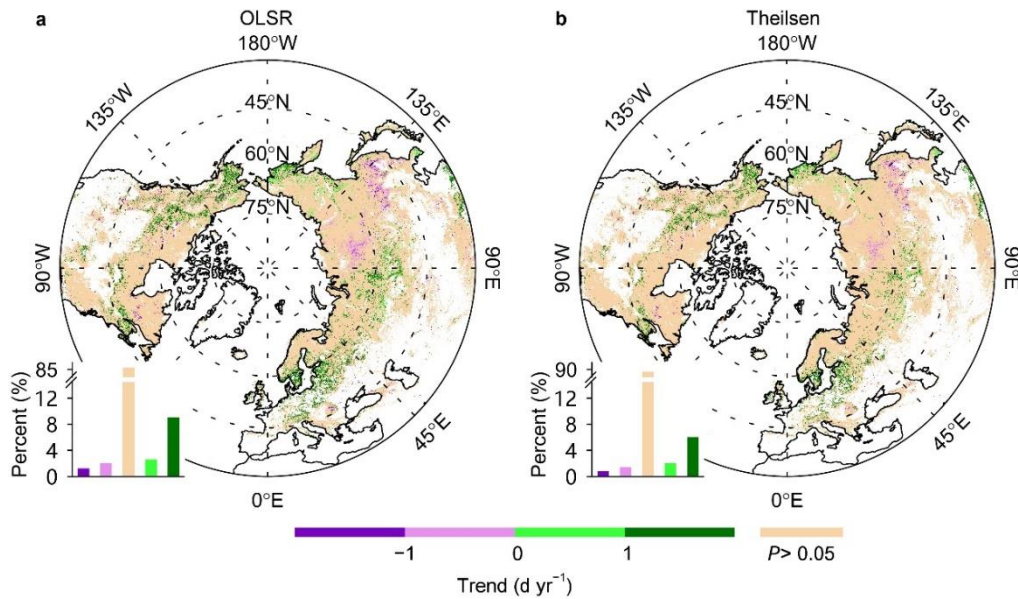 a
OLSR
180°W
135°W
135°E
45°N
60°N
75°N
90°W
90°E
45°E
0°E
85
12
8
4
0
Percent (%)
b
Theilsen
180°W
135°W
135°E
45°N
60°N
75°N
90°W
90°E
45°E
0°E
90
12
8
4
0
Percent (%)
−1
0
1
P> 0.05
Trend (d yr⁻¹)